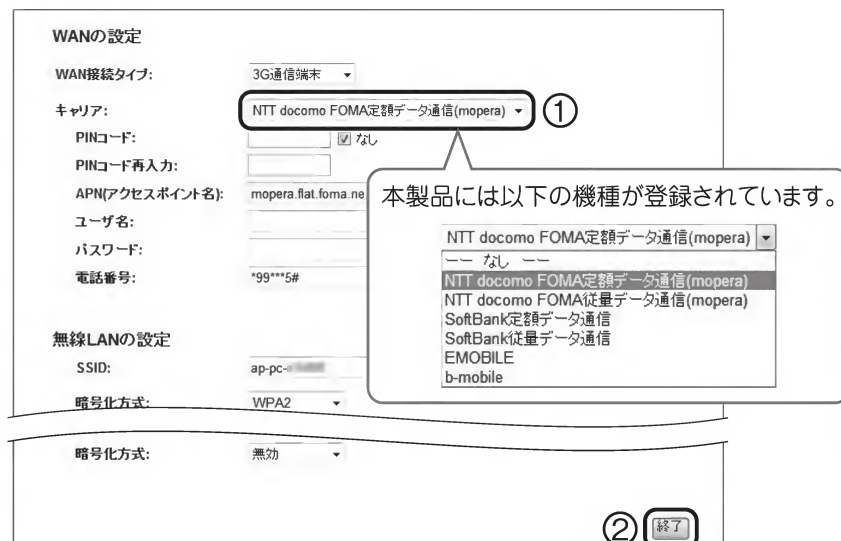 WANの設定
WAN接続タイプ: 3G通信端末
キャリア: NTT docomo FOMA定額データ通信(mopera) ①
PINコード: なし
PINコード再入力:
APN(アクセスポイント名): mopera.flat.foma.ne
ユーザ名:
パスワード:
電話番号: *99***5#
本製品には以下の機種が登録されています。
NTT docomo FOMA定額データ通信(mopera)
ーー なし ーー
NTT docomo FOMA定額データ通信(mopera)
NTT docomo FOMA従量データ通信(mopera)
SoftBank定額データ通信
SoftBank従量データ通信
EMOBILE
b-mobile
無線LANの設定
SSID: ap-pc-
暗号化方式: WPA2
暗号化方式: 無効
② 終了